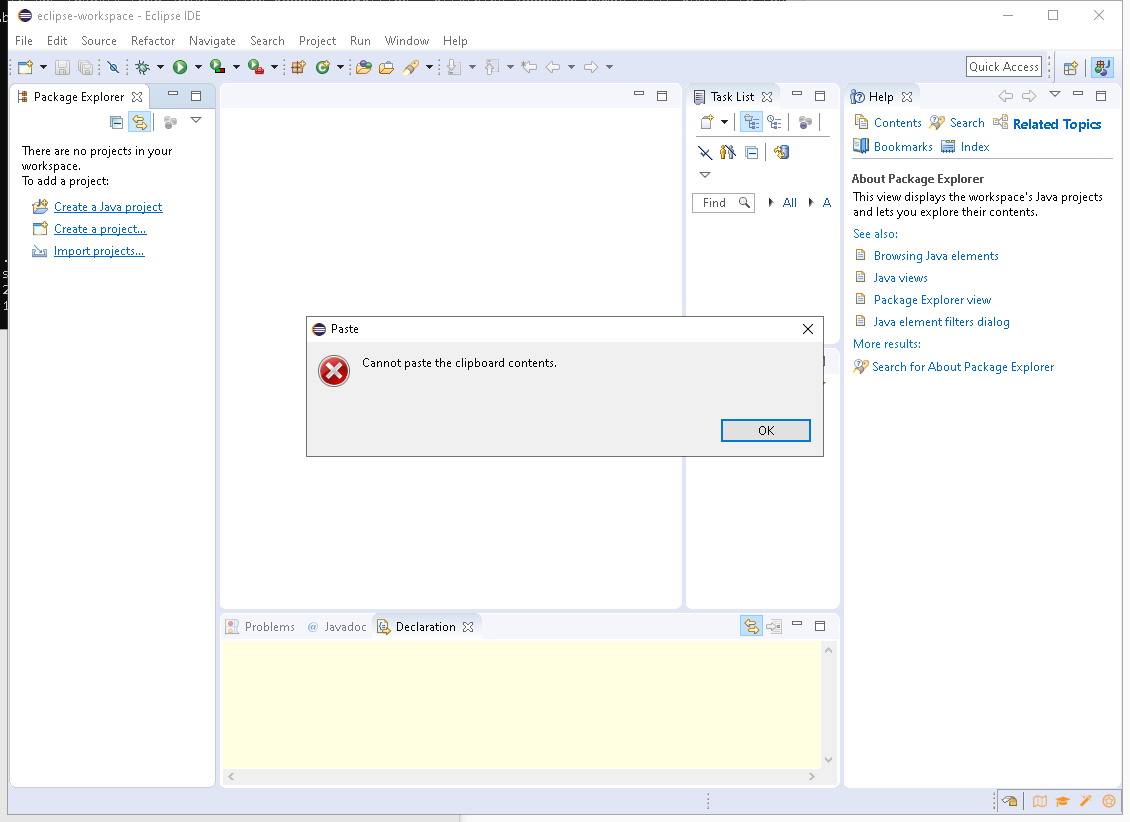 eclipse-workspace - Eclipse IDE
File Edit Source Refactor Navigate Search Project Run Window Help
Quick Access
Package Explorer
There are no projects in your
workspace.
To add a project:
Create a Java project
Create a project...
Import projects...
Task List
Find All A
Help
Contents Search Related Topics
Bookmarks Index
About Package Explorer
This view displays the workspace's Java projects
and lets you explore their contents.
See also:
Browsing Java elements
Java views
Package Explorer view
Java element filters dialog
More results:
Search for About Package Explorer
Paste
Cannot paste the clipboard contents.
OK
Problems @ Javadoc Declaration